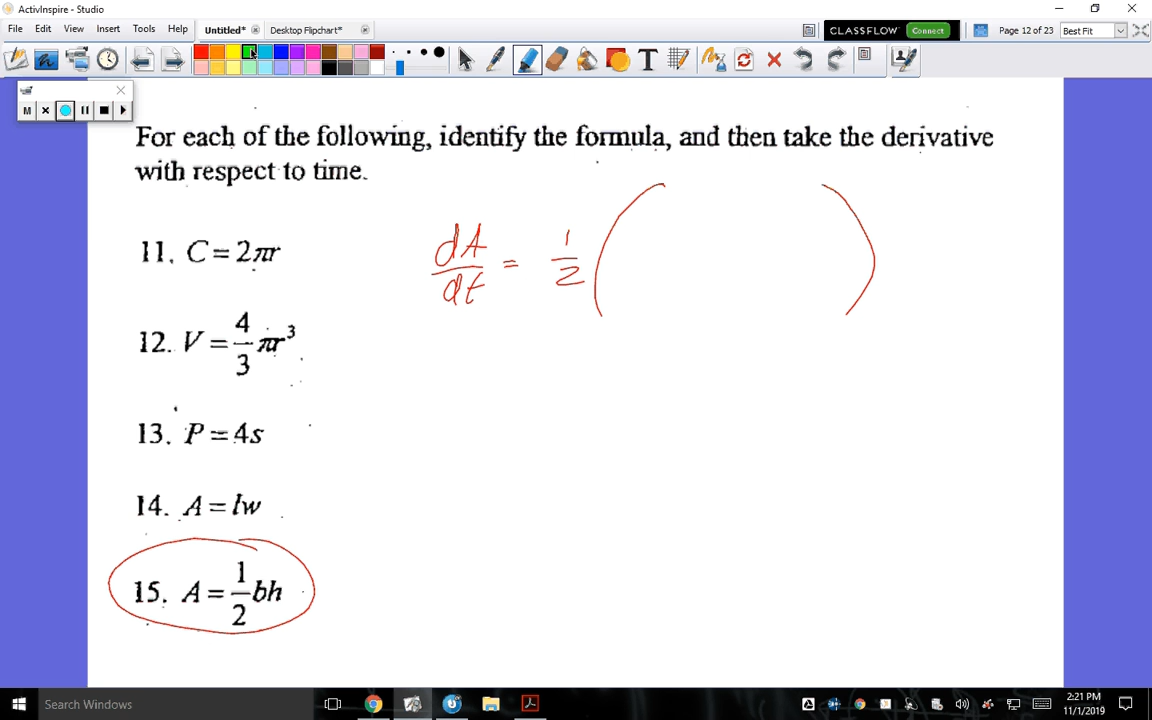 ActivInspire - Studio
File Edit View Insert Tools Help Untitled* Desktop Flipchart* CLASSFLOW Connect Page 12 of 23 Best Fit
M
For each of the following, identify the formula, and then take the derivative
with respect to time.
11. C = 2πr
dA/dt = 1/2 ( )
12. V = 4/3 πr³
13. P = 4s
14. A = lw
15. A = 1/2 bh
Search Windows
2:21 PM
11/1/2019